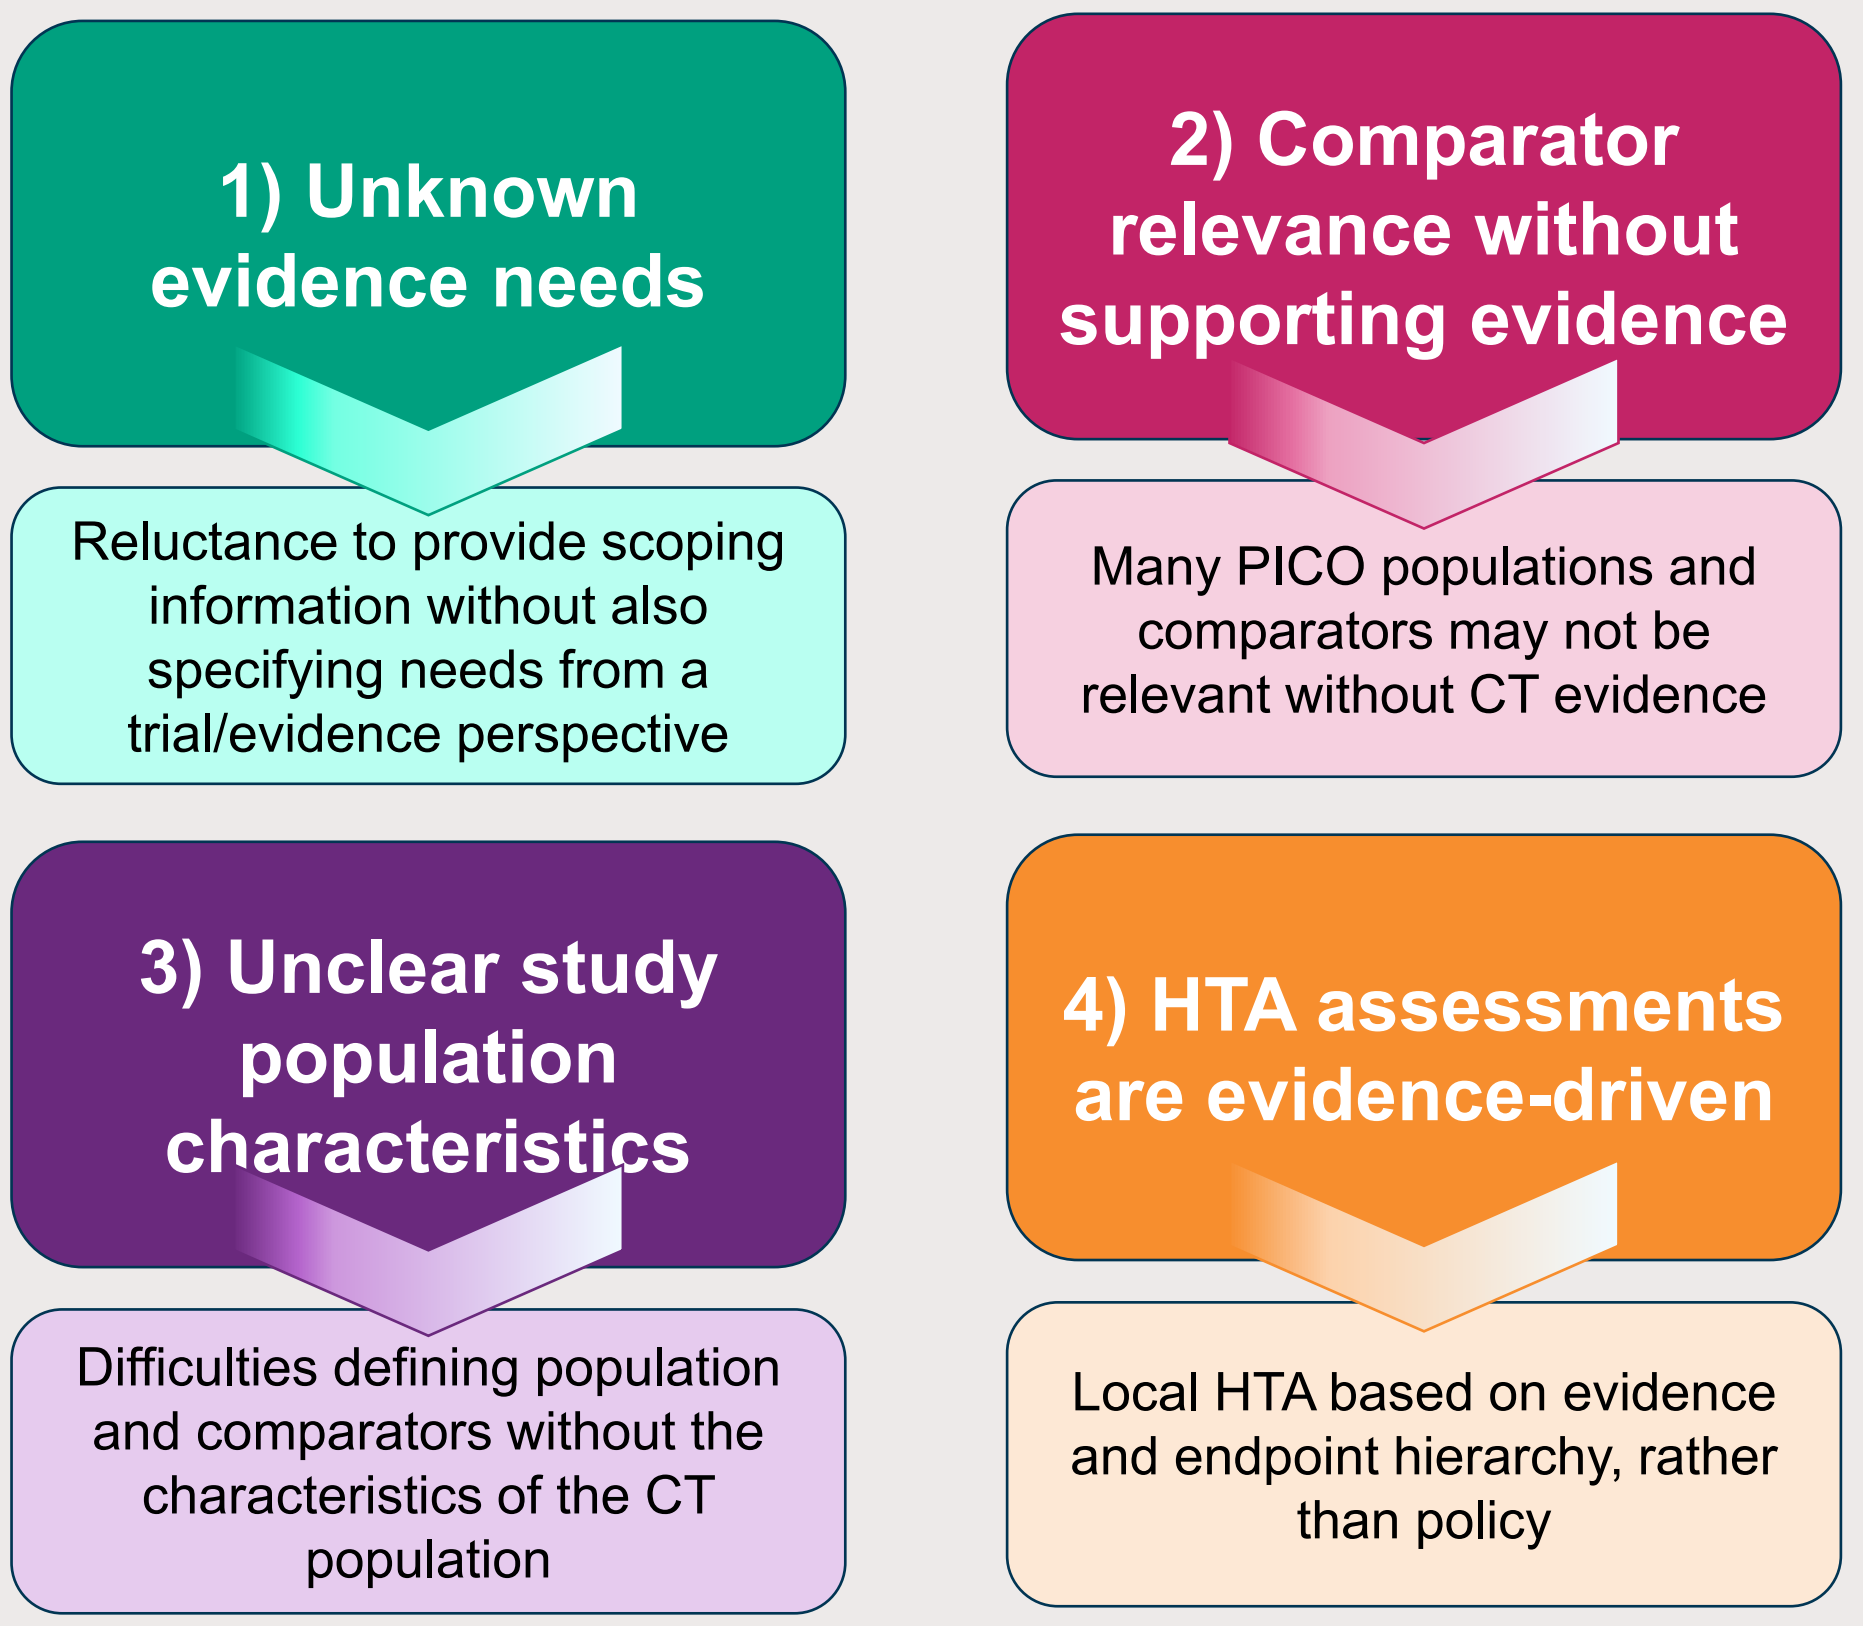 1) Unknown
evidence needs
Reluctance to provide scoping
information without also
specifying needs from a
trial/evidence perspective
2) Comparator
relevance without
supporting evidence
Many PICO populations and
comparators may not be
relevant without CT evidence
3) Unclear study
population
characteristics
Difficulties defining population
and comparators without the
characteristics of the CT
population
4) HTA assessments
are evidence-driven
Local HTA based on evidence
and endpoint hierarchy, rather
than policy